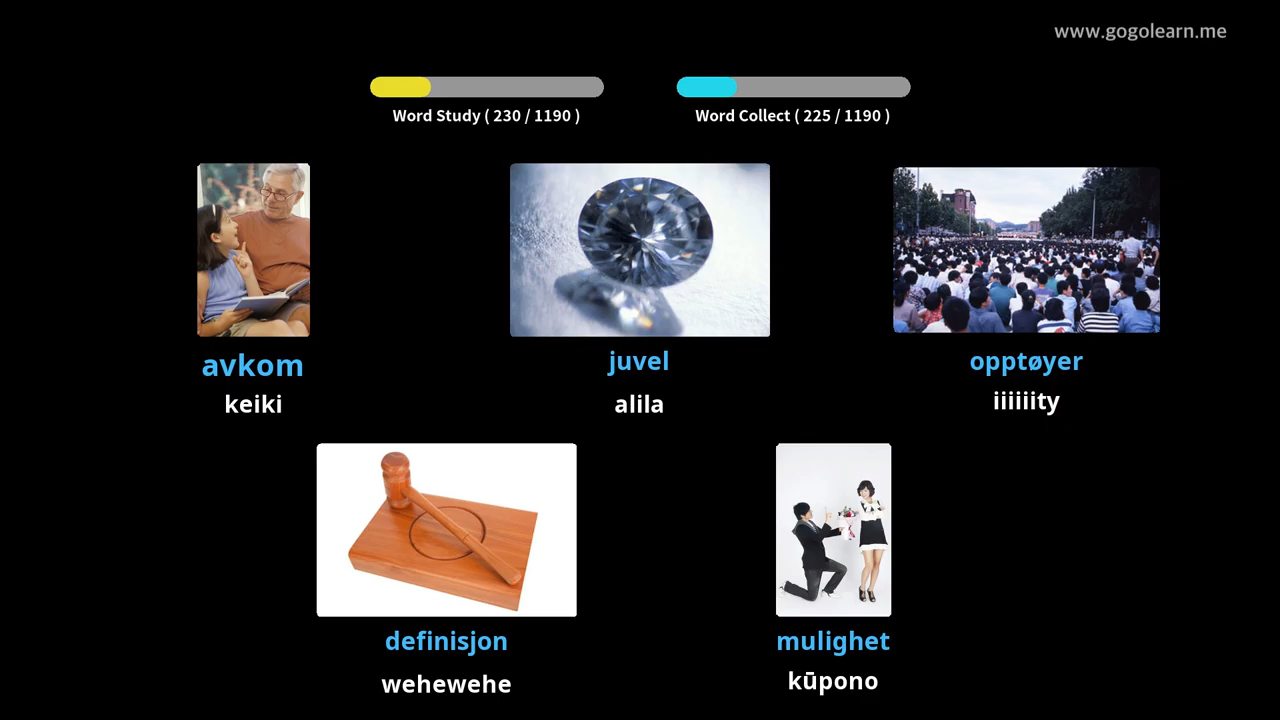 www.gogolearn.me
Word Study ( 230 / 1190 )
Word Collect ( 225 / 1190 )
avkom
juvel
opptøyer
keiki
alila
iiiiiity
definisjon
mulighet
wehewehe
kūpono